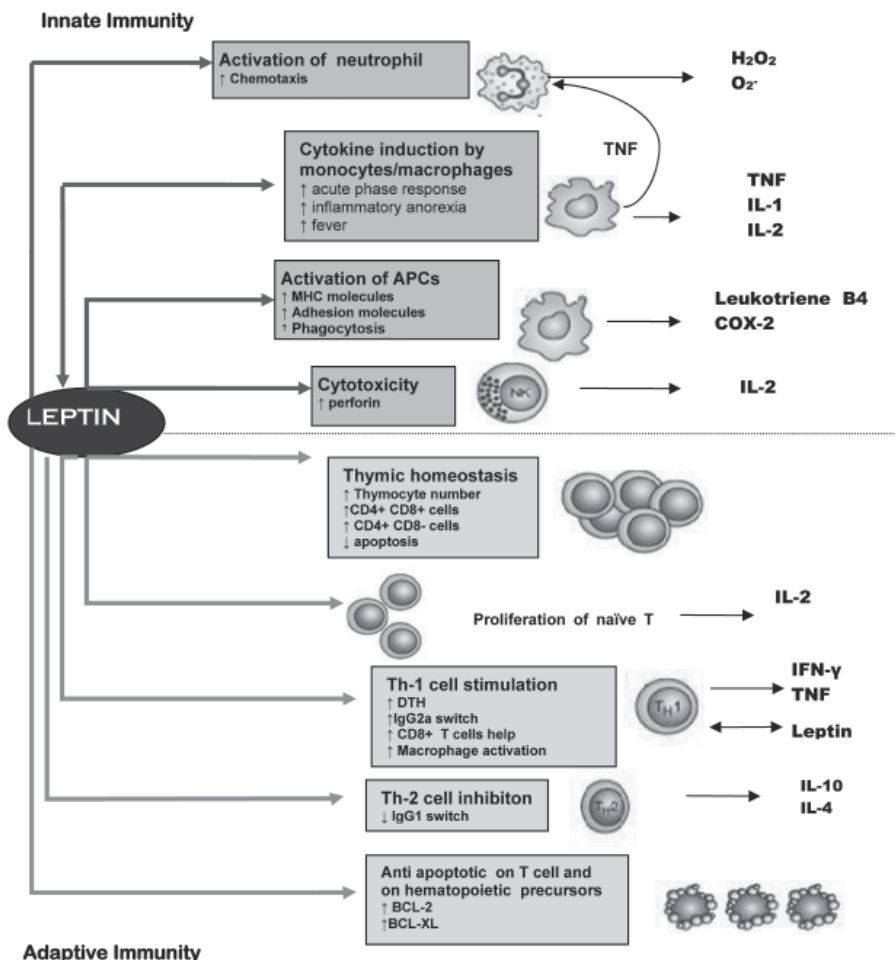 Innate Immunity
Activation of neutrophil
↑ Chemotaxis
H₂O₂
O₂⁻
TNF
Cytokine induction by
monocytes/macrophages
↑ acute phase response
↑ inflammatory anorexia
↑ fever
TNF
IL-1
IL-2
Activation of APCs
↑ MHC molecules
↑ Adhesion molecules
↑ Phagocytosis
Leukotriene B4
COX-2
Cytotoxicity
↑ perforin
NK
IL-2
LEPTIN
Thymic homeostasis
↑ Thymocyte number
↑CD4+ CD8+ cells
↑ CD4+ CD8- cells
↓ apoptosis
Proliferation of naïve T
IL-2
Th-1 cell stimulation
↑ DTH
↑IgG2a switch
↑ CD8+ T cells help
↑ Macrophage activation
TH1
IFN-γ
TNF
Leptin
Th-2 cell inhibiton
↓ IgG1 switch
TH2
IL-10
IL-4
Anti apoptotic on T cell and
on hematopoietic precursors
↑ BCL-2
↑BCL-XL
Adaptive Immunity